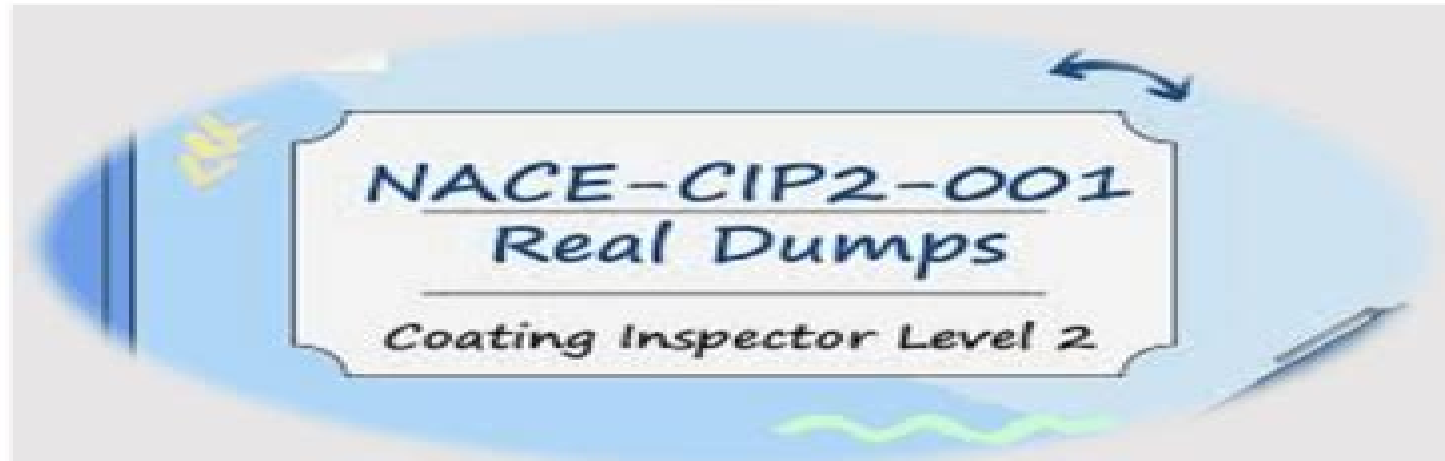 NACE-CIP2-001
Real Dumps
Coating Inspector Level 2